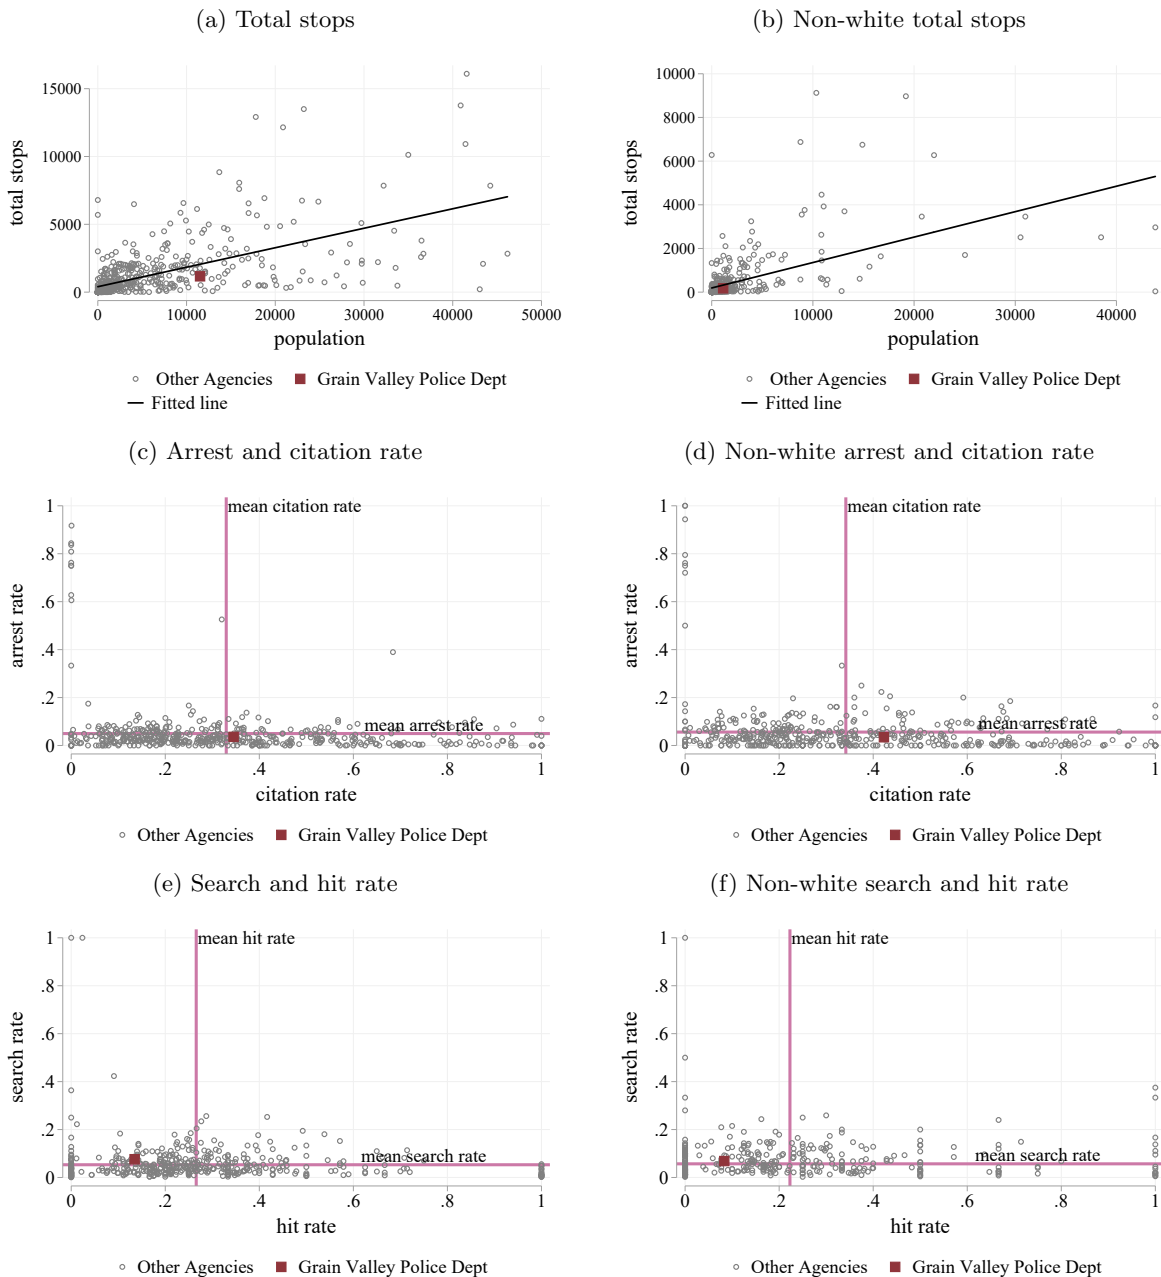 (a) Total stops
(b) Non-white total stops
total stops
15000
10000
5000
0
0 10000 20000 30000 40000 50000
population
Other Agencies Grain Valley Police Dept
Fitted line
total stops
10000
8000
6000
4000
2000
0
0 10000 20000 30000 40000
population
Other Agencies Grain Valley Police Dept
Fitted line
(c) Arrest and citation rate
(d) Non-white arrest and citation rate
arrest rate
1
.8
.6
.4
.2
0
mean citation rate
mean arrest rate
0 .2 .4 .6 .8 1
citation rate
Other Agencies Grain Valley Police Dept
arrest rate
1
.8
.6
.4
.2
0
mean citation rate
mean arrest rate
0 .2 .4 .6 .8 1
citation rate
Other Agencies Grain Valley Police Dept
(e) Search and hit rate
(f) Non-white search and hit rate
search rate
1
.8
.6
.4
.2
0
mean hit rate
mean search rate
0 .2 .4 .6 .8 1
hit rate
Other Agencies Grain Valley Police Dept
search rate
1
.8
.6
.4
.2
0
mean hit rate
mean search rate
0 .2 .4 .6 .8 1
hit rate
Other Agencies Grain Valley Police Dept